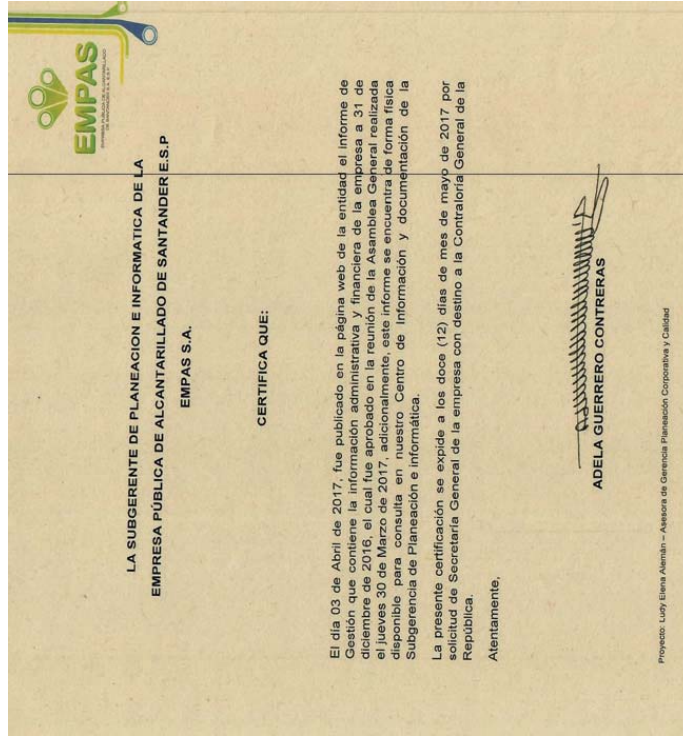 EMPAS
EMPRESA PÚBLICA DE ALCANTARILLADO
DE SANTANDER S.A. E.S.P.
LA SUBGERENTE DE PLANEACION E INFORMATICA DE LA
EMPRESA PÚBLICA DE ALCANTARILLADO DE SANTANDER E.S.P
EMPAS S.A.
CERTIFICA QUE:
El día 03 de Abril de 2017, fue publicado en la página web de la entidad el informe de
Gestión que contiene la información administrativa y financiera de la empresa a 31 de
diciembre de 2016, el cual fue aprobado en la reunión de la Asamblea General realizada
el jueves 30 de Marzo de 2017, adicionalmente, este informe se encuentra de forma física
disponible para consulta en nuestro Centro de Información y documentación de la
Subgerencia de Planeación e informática.
La presente certificación se expide a los doce (12) días de mes de mayo de 2017 por
solicitud de Secretaría General de la empresa con destino a la Contraloría General de la
República.
Atentamente,
ADELA GUERRERO CONTRERAS
Proyecto: Ludy Elena Alemán – Asesora de Gerencia Planeación Corporativa y Calidad